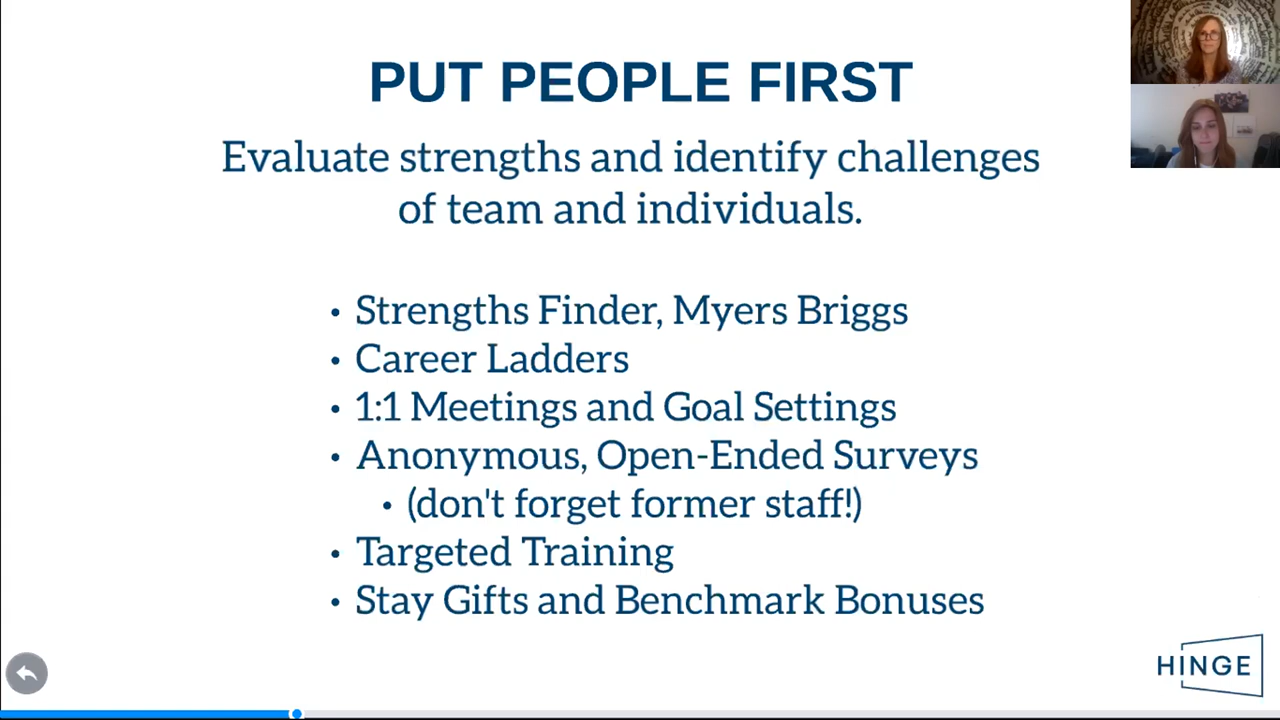 PUT PEOPLE FIRST
Evaluate strengths and identify challenges
of team and individuals.
• Strengths Finder, Myers Briggs
• Career Ladders
• 1:1 Meetings and Goal Settings
• Anonymous, Open-Ended Surveys
• (don't forget former staff!)
• Targeted Training
• Stay Gifts and Benchmark Bonuses
HINGE